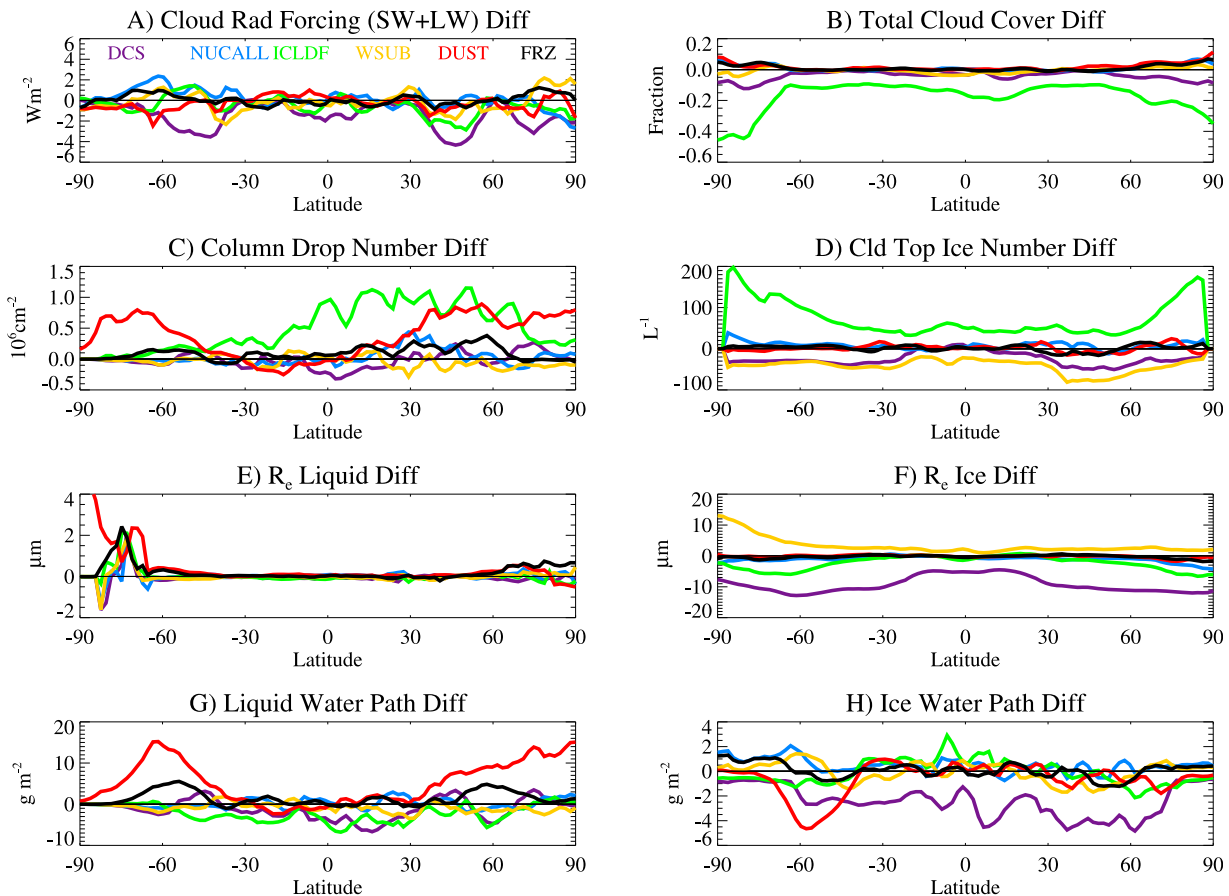 A) Cloud Rad Forcing (SW+LW) Diff
DCS NUCALL ICLDF WSUB DUST FRZ
Wm-2
6
4
2
0
-2
-4
-6
-90 -60 -30 0 30 60 90
Latitude
B) Total Cloud Cover Diff
Fraction
0.2
0.0
-0.2
-0.4
-0.6
-90 -60 -30 0 30 60 90
Latitude
C) Column Drop Number Diff
10^6cm-2
1.5
1.0
0.5
0.0
-0.5
-90 -60 -30 0 30 60 90
Latitude
D) Cld Top Ice Number Diff
L-1
200
100
0
-100
-90 -60 -30 0 30 60 90
Latitude
E) Re Liquid Diff
μm
4
2
0
-2
-90 -60 -30 0 30 60 90
Latitude
F) Re Ice Diff
μm
20
10
0
-10
-20
-90 -60 -30 0 30 60 90
Latitude
G) Liquid Water Path Diff
g m-2
20
10
0
-10
-90 -60 -30 0 30 60 90
Latitude
H) Ice Water Path Diff
g m-2
4
2
0
-2
-4
-6
-90 -60 -30 0 30 60 90
Latitude